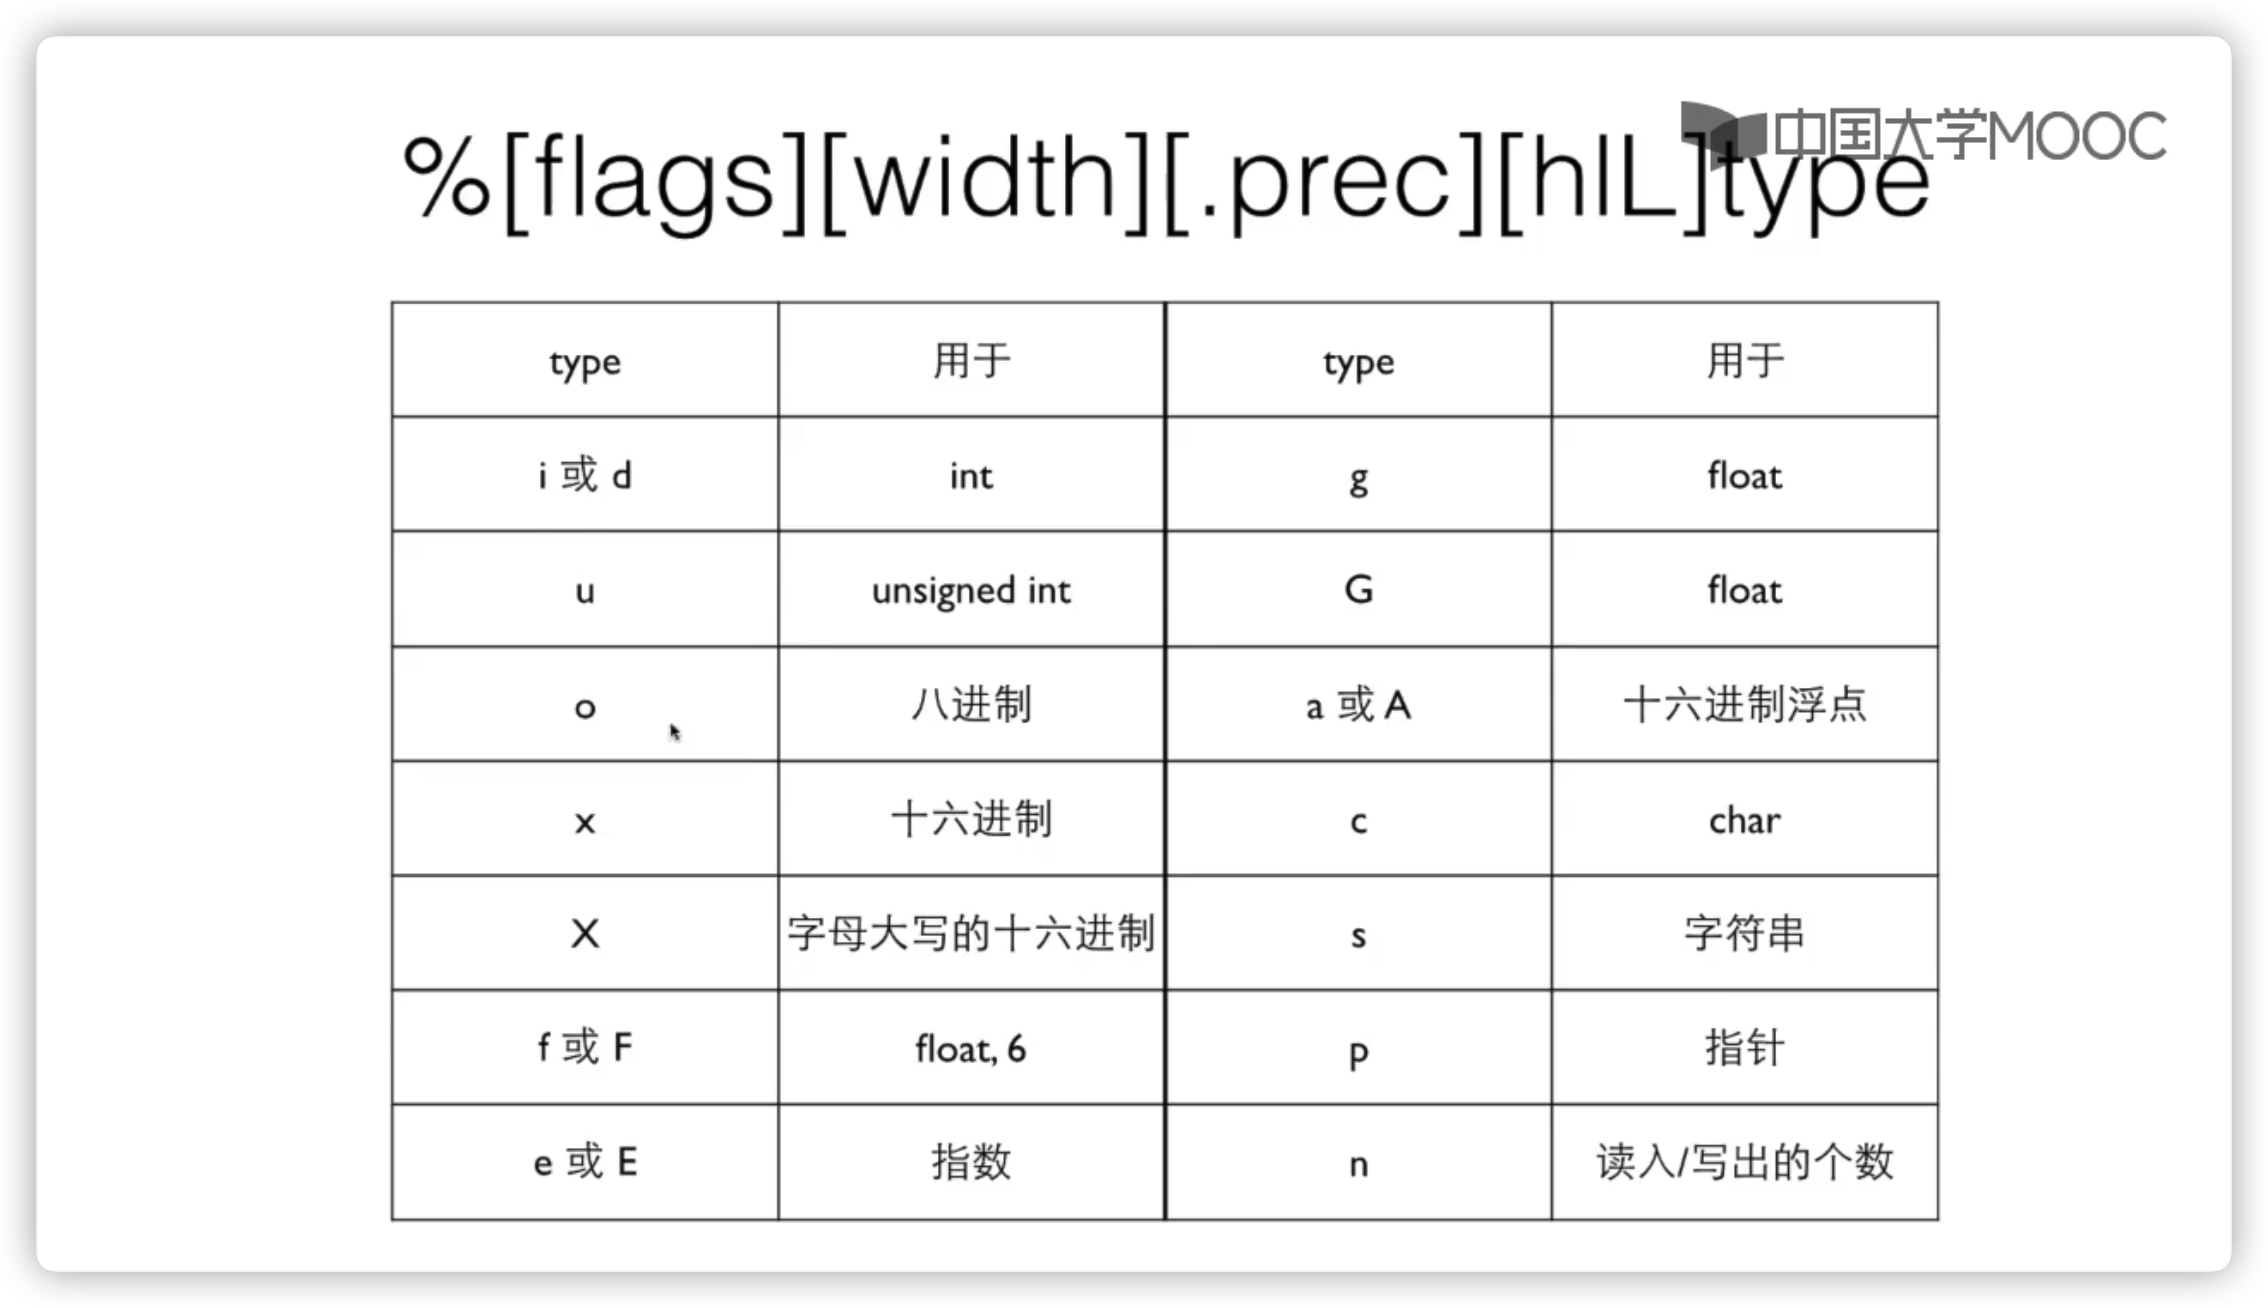 中国大学MOOC
%[flags][width][.prec][hlL]type
type 用于 type 用于
i 或 d int g float
u unsigned int G float
o 八进制 a 或 A 十六进制浮点
x 十六进制 c char
X 字母大写的十六进制 s 字符串
f 或 F float, 6 p 指针
e 或 E 指数 n 读入/写出的个数